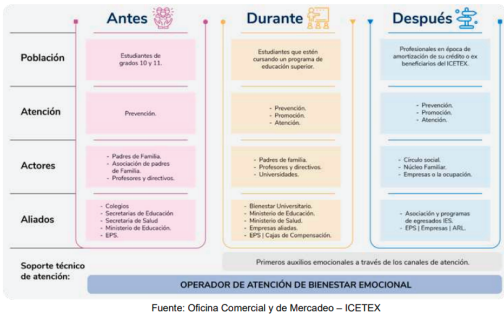 Antes
Durante
Después
Población
Estudiantes de
grados 10 y 11.
Estudiantes que estén
cursando un programa de
educación superior.
Profesionales en época de
amortización de su crédito o ex
beneficiarios del ICETEX.
Atención
Prevención.
- Prevención.
- Promoción.
- Atención.
- Prevención.
- Promoción.
- Atención.
Actores
- Padres de Familia.
- Asociación de padres
de Familia.
- Profesores y directivos.
- Padres de familia.
- Profesores y directivos.
- Universidades.
- Círculo social.
- Núcleo Familiar.
- Empresas o la ocupación.
Aliados
- Colegios
- Secretarias de Educación
- Secretaria de Salud
- Ministerio de Educación.
- EPS.
- Bienestar Universitario.
- Ministerio de Educación.
- Ministerio de Salud.
- Empresas aliadas.
- EPS | Cajas de Compensación.
- Asociación y programas
de egresados IES.
- EPS | Empresas | ARL.
Soporte técnico
de atención:
Primeros auxilios emocionales a través de los canales de atención.
OPERADOR DE ATENCIÓN DE BIENESTAR EMOCIONAL
Fuente: Oficina Comercial y de Mercadeo – ICETEX